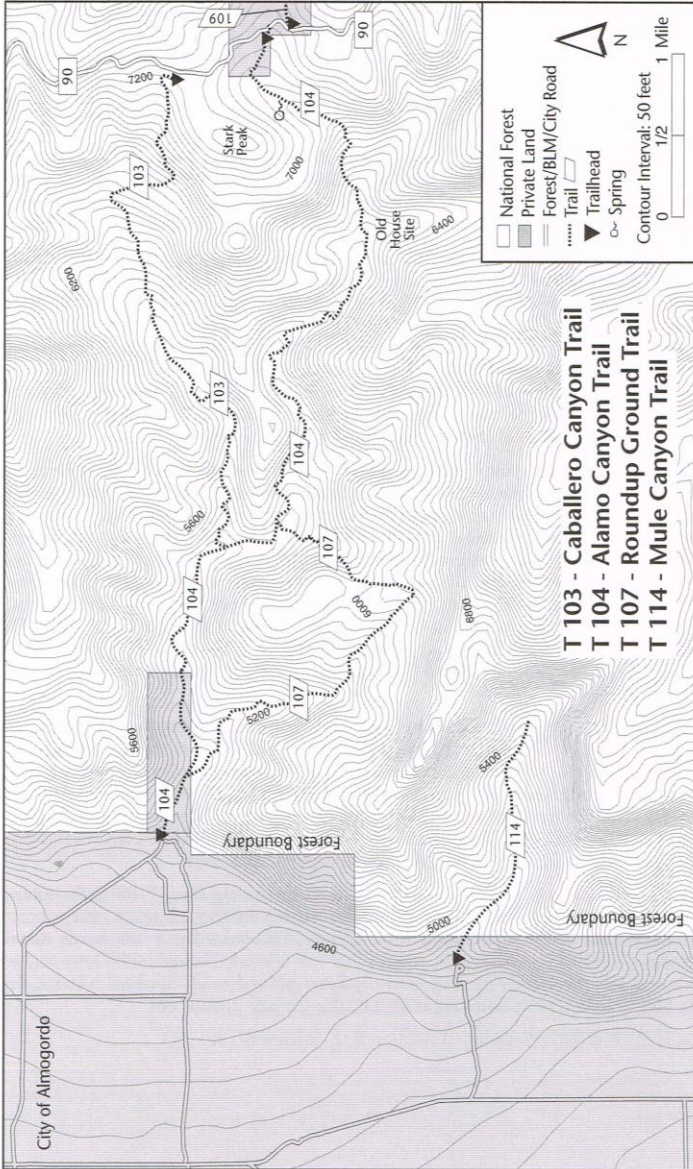 City of Almogordo
90
6200
7200
103
5600
104
5600
104
103
109
Stark
Peak
5200
7000
104
107
104
4600
107
104
Forest Boundary
6000
90
Old
House
Site
5000
6400
6800
5400
114
Forest Boundary
T 103 - Caballero Canyon Trail
T 104 - Alamo Canyon Trail
T 107 - Roundup Ground Trail
T 114 - Mule Canyon Trail
National Forest
Private Land
Forest/BLM/City Road
Trail
Trailhead
Spring
N
Contour Interval: 50 feet
0 1/2 1 Mile